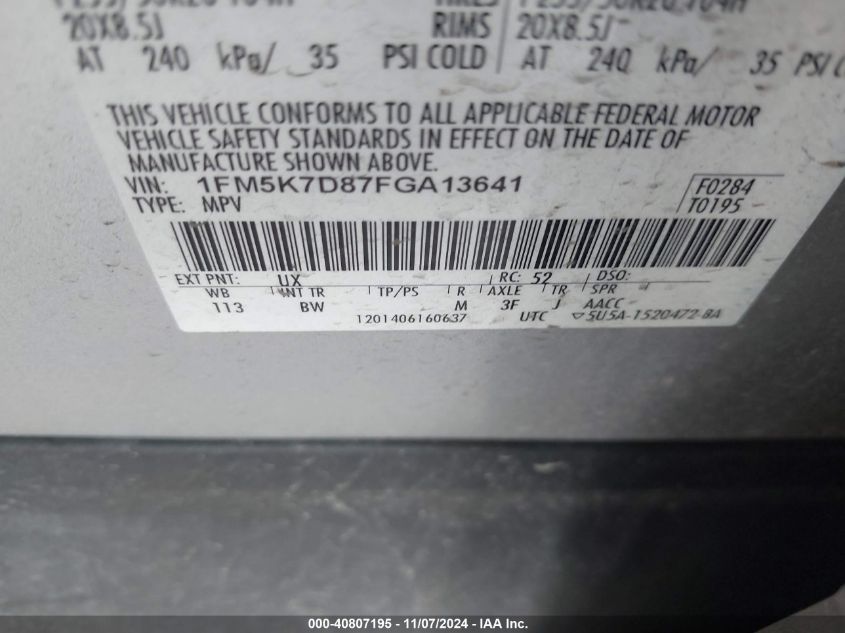 20X8.5J RIMS 20X8.5J
AT 240 kPa/ 35 PSI COLD AT 240 kPa/ 35 PSI
THIS VEHICLE CONFORMS TO ALL APPLICABLE FEDERAL MOTOR
VEHICLE SAFETY STANDARDS IN EFFECT ON THE DATE OF
MANUFACTURE SHOWN ABOVE.
VIN: 1FM5K7D87FGA13641 F0284
TYPE: MPV T0195
EXT PNT: UX RC: 52 DSO:
WB INT TR TP/PS R AXLE TR SPR
113 BW M 3F J AACC
1201406160637 UTC ▽5U5A-1520472-BA
000-40807195 - 11/07/2024 - IAA Inc.